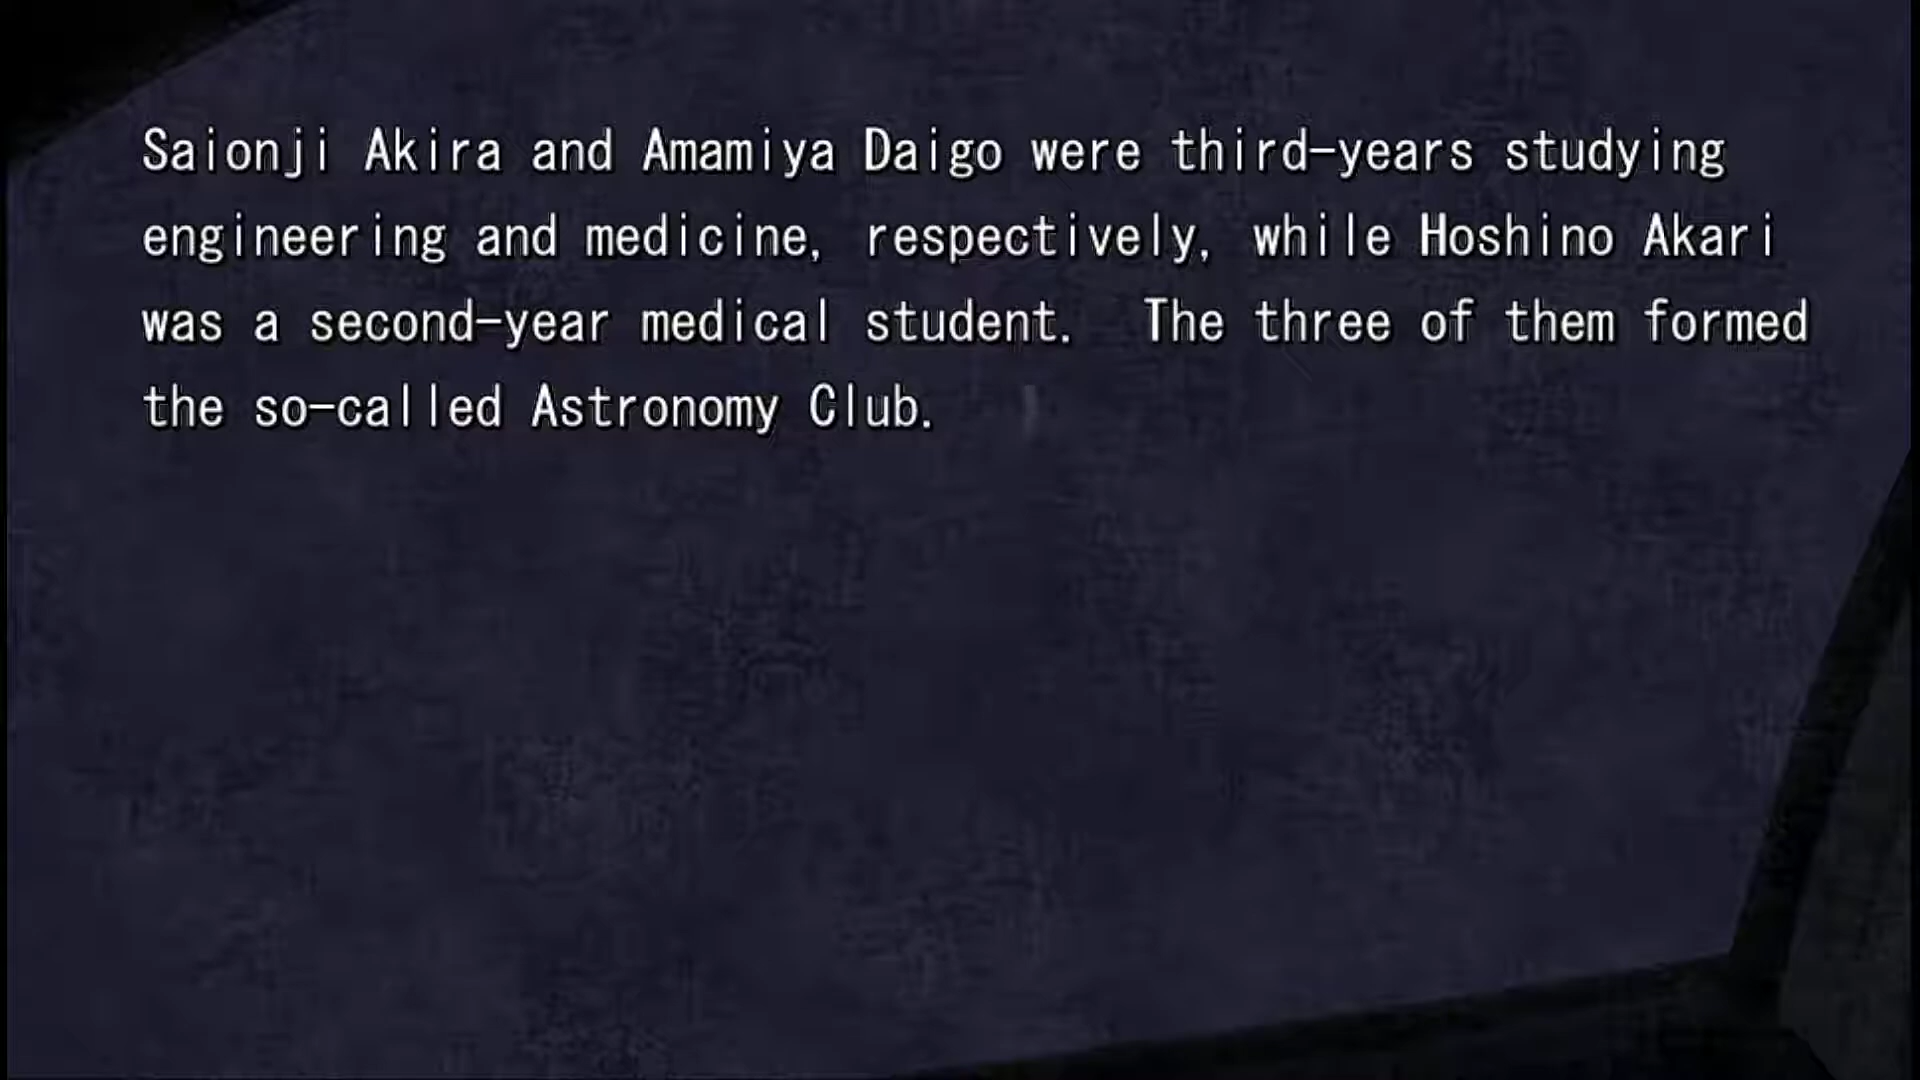 Saionji Akira and Amamiya Daigo were third-years studying
engineering and medicine, respectively, while Hoshino Akari
was a second-year medical student.  The three of them formed
the so-called Astronomy Club.